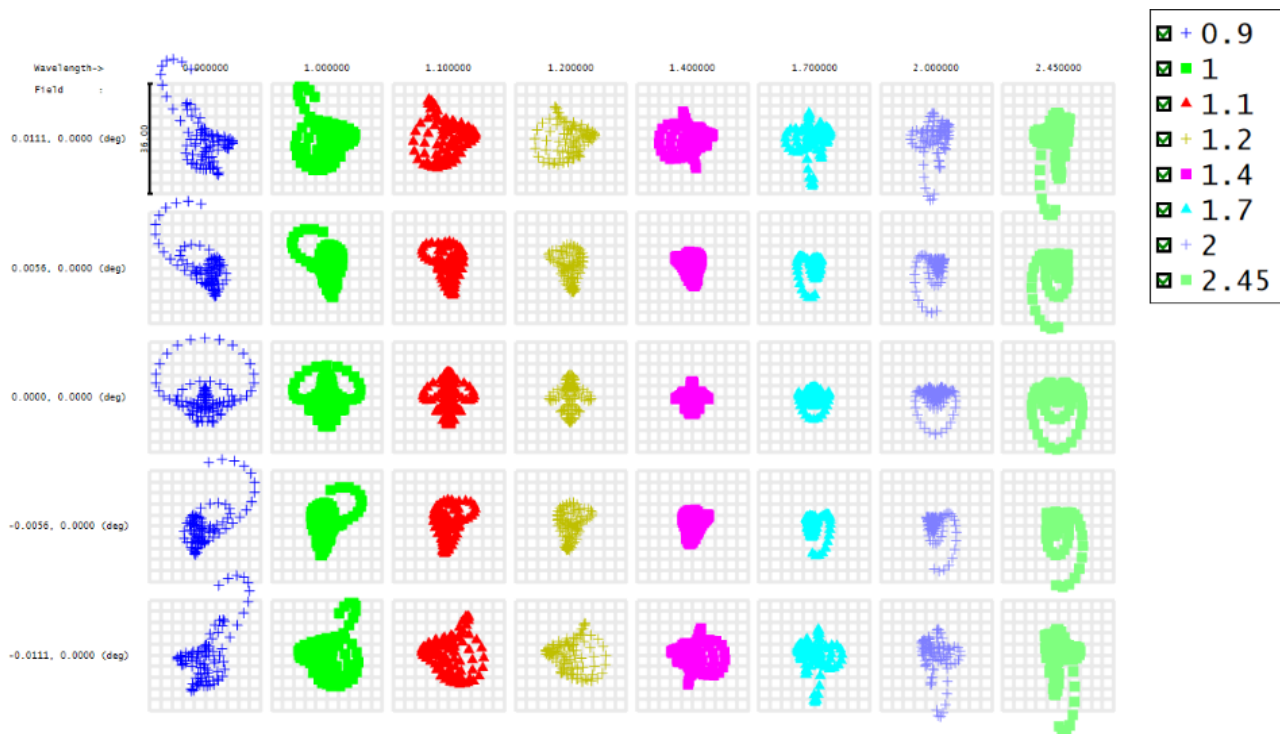 Wavelength-> 0.900000 1.000000 1.100000 1.200000 1.400000 1.700000 2.000000 2.450000
Field :
36.00
0.0111, 0.0000 (deg)
0.0056, 0.0000 (deg)
0.0000, 0.0000 (deg)
-0.0056, 0.0000 (deg)
-0.0111, 0.0000 (deg)
0.9
1
1.1
1.2
1.4
1.7
2
2.45